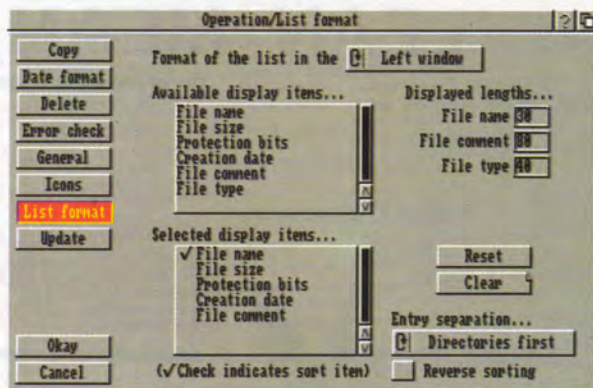 Operation/List format
?
Copy
Date format
Delete
Error check
General
Icons
List format
Update
Okay
Cancel
Format of the list in the Left window
Available display items...
File name
File size
Protection bits
Creation date
File comment
File type
Displayed lengths...
File name 30
File comment 80
File type 40
Selected display items...
✓ File name
File size
Protection bits
Creation date
File comment
(✓Check indicates sort item)
Reset
Clear
Entry separation...
Directories first
Reverse sorting